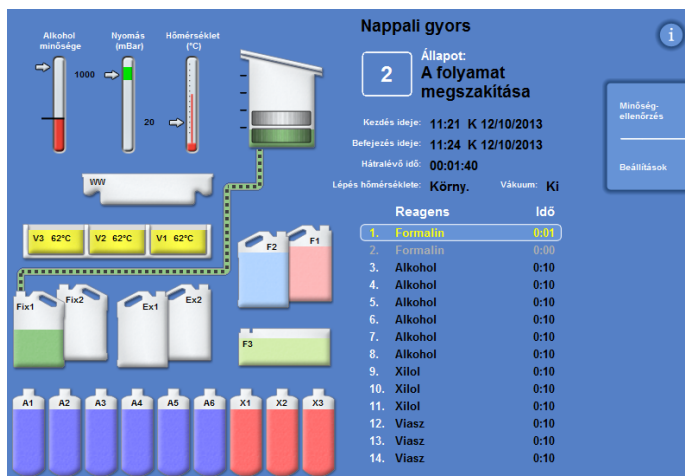 Alkohol
minősége
Nyomás
(mBar)
Hőmérséklet
(°C)
1000
20
WW
V3 62°C
V2 62°C
V1 62°C
F2
F1
Fix1
Fix2
Ex1
Ex2
F3
A1
A2
A3
A4
A5
A6
X1
X2
X3
Nappali gyors
2
Állapot:
A folyamat
megszakítása
Kezdés ideje: 11:21 K 12/10/2013
Befejezés ideje: 11:24 K 12/10/2013
Hátralévő idő: 00:01:40
Lépés hőmérséklete: Körny. Vákuum: Ki
Reagens Idő
1. Formalin 0:01
2. Formalin 0:00
3. Alkohol 0:10
4. Alkohol 0:10
5. Alkohol 0:10
6. Alkohol 0:10
7. Alkohol 0:10
8. Alkohol 0:10
9. Xilol 0:10
10. Xilol 0:10
11. Xilol 0:10
12. Viasz 0:10
13. Viasz 0:10
14. Viasz 0:10
i
Minőség-
ellenőrzés
Beállítások